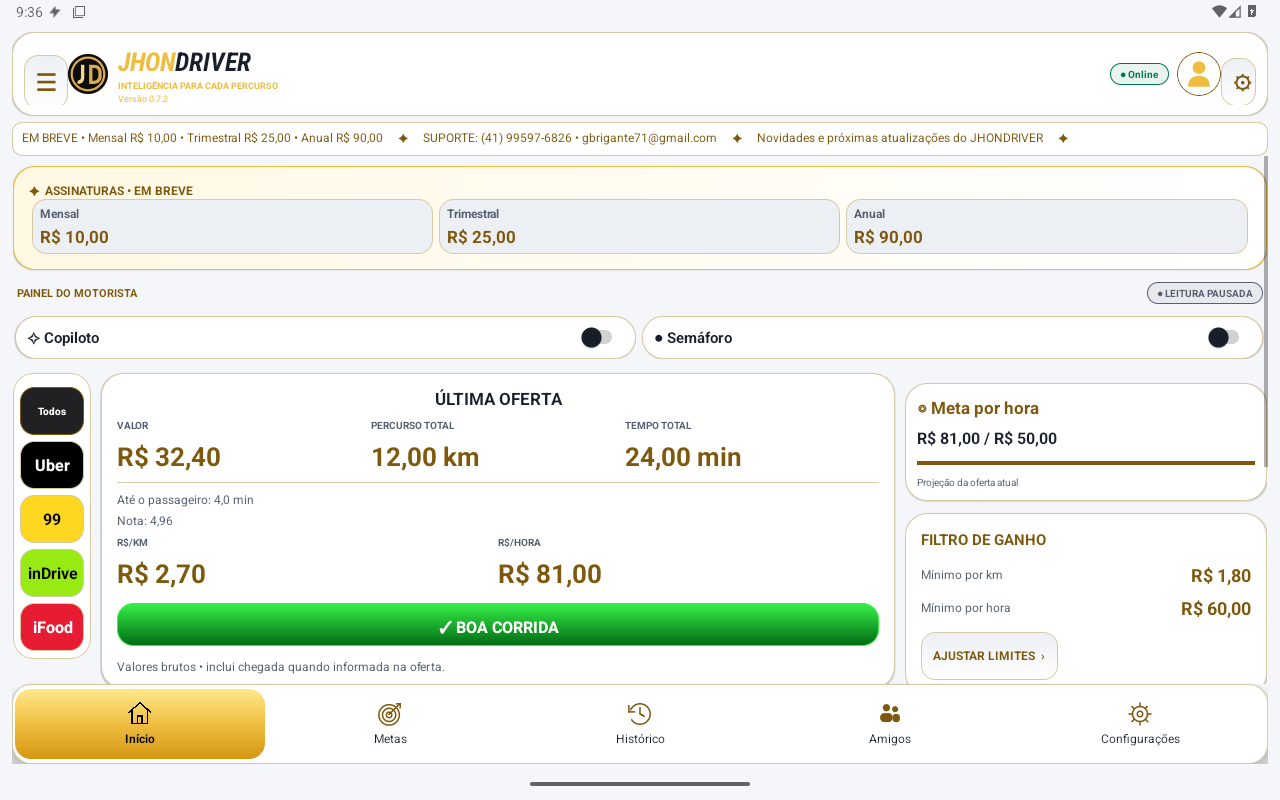 9:36
JD
JHONDRIVER
INTELIGÊNCIA PARA CADA PERCURSO
Versão 0.7.2
● Online
EM BREVE • Mensal R$ 10,00 • Trimestral R$ 25,00 • Anual R$ 90,00 ✦ SUPORTE: (41) 99597-6826 • gbrigante71@gmail.com ✦ Novidades e próximas atualizações do JHONDRIVER ✦
✦ ASSINATURAS • EM BREVE
Mensal
R$ 10,00
Trimestral
R$ 25,00
Anual
R$ 90,00
PAINEL DO MOTORISTA
● LEITURA PAUSADA
✧ Copiloto
● Semáforo
Todos
Uber
99
inDrive
iFood
ÚLTIMA OFERTA
VALOR
R$ 32,40
PERCURSO TOTAL
12,00 km
TEMPO TOTAL
24,00 min
Até o passageiro: 4,0 min
Nota: 4,96
R$/KM
R$ 2,70
R$/HORA
R$ 81,00
✓ BOA CORRIDA
Valores brutos • inclui chegada quando informada na oferta.
Meta por hora
R$ 81,00 / R$ 50,00
Projeção da oferta atual
FILTRO DE GANHO
Mínimo por km R$ 1,80
Mínimo por hora R$ 60,00
AJUSTAR LIMITES ›
Início
Metas
Histórico
Amigos
Configurações